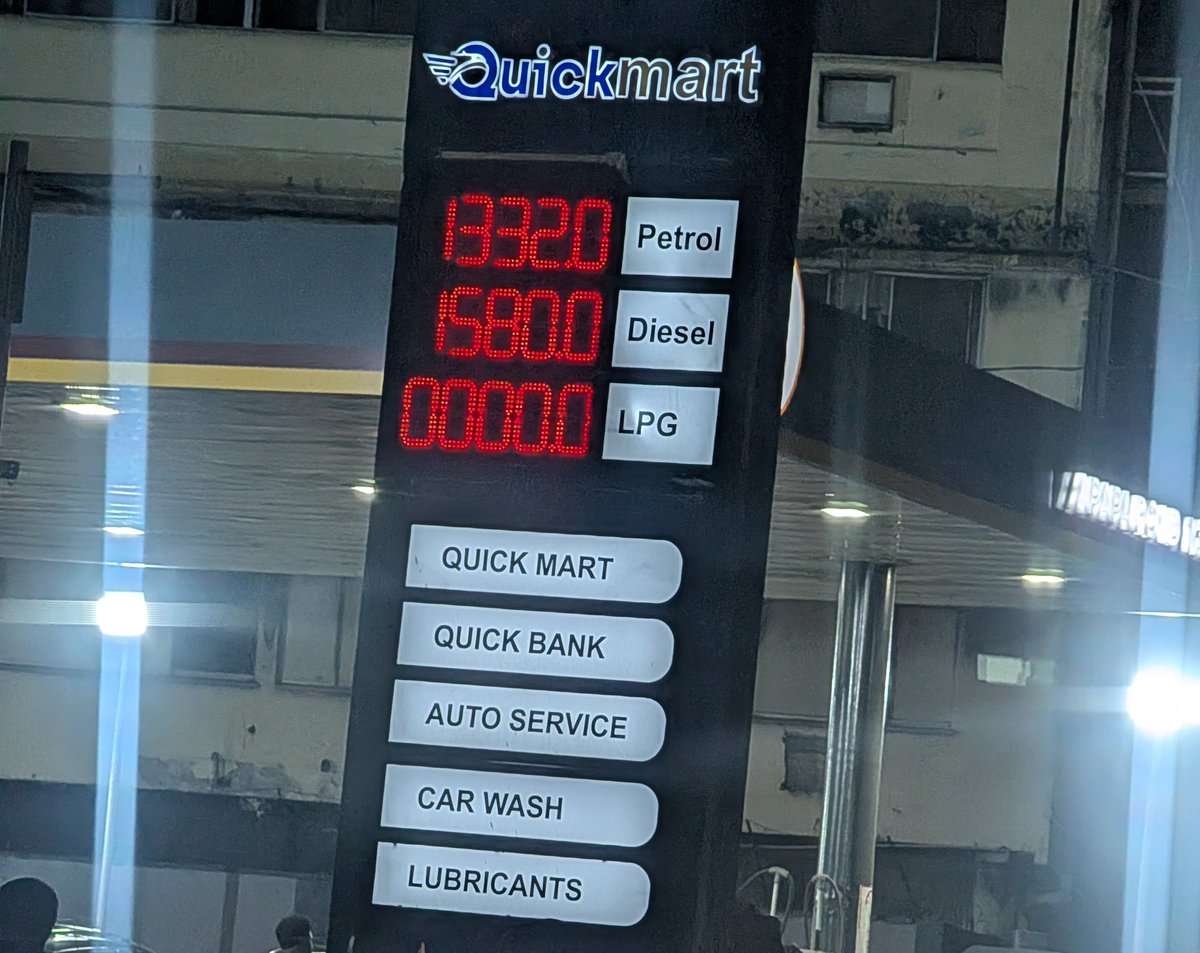 Quickmart
1332.0 Petrol
1580.0 Diesel
0000.0 LPG
QUICK MART
QUICK BANK
AUTO SERVICE
CAR WASH
LUBRICANTS